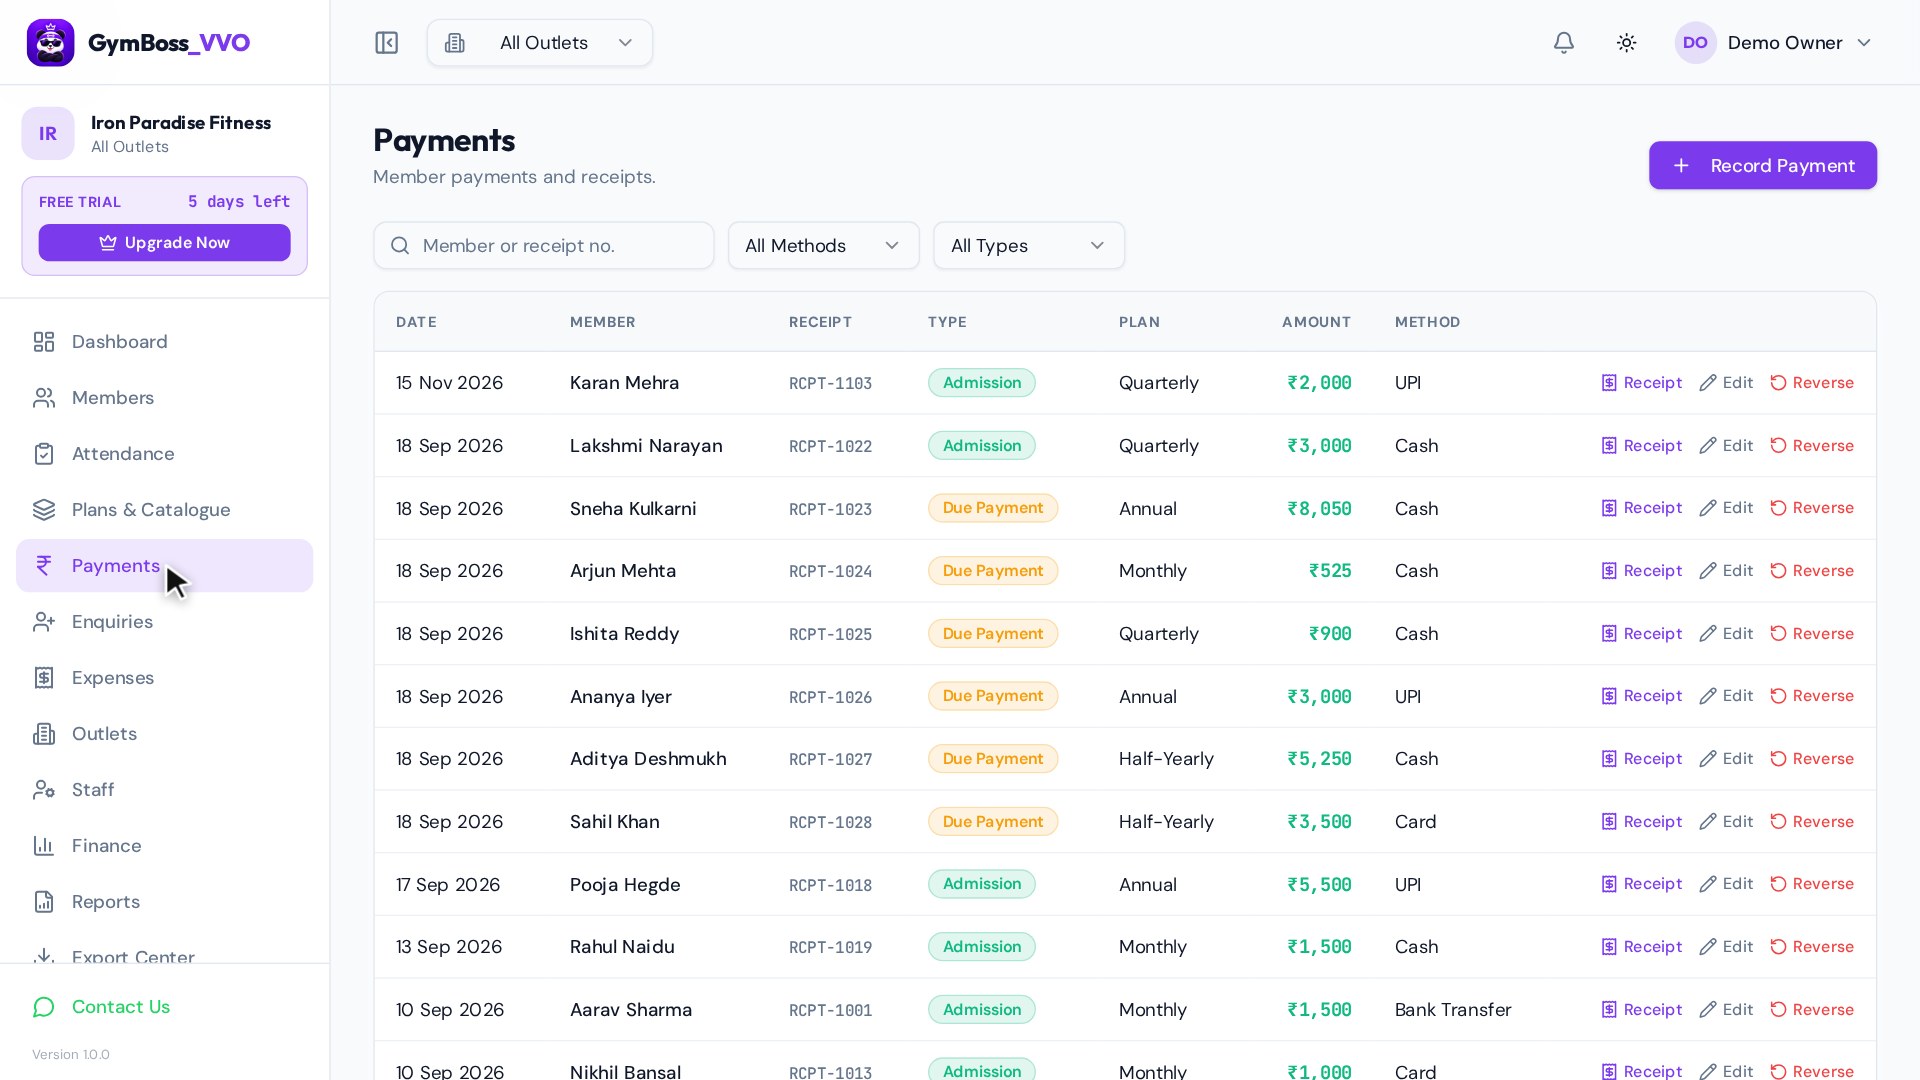 GymBoss_VVO
All Outlets
DO Demo Owner
IR Iron Paradise Fitness
All Outlets
FREE TRIAL 5 days left
Upgrade Now
Dashboard
Members
Attendance
Plans & Catalogue
Payments
Enquiries
Expenses
Outlets
Staff
Finance
Reports
Export Center
Contact Us
Version 1.0.0
Payments
Member payments and receipts.
Record Payment
Member or receipt no. All Methods All Types
DATE MEMBER RECEIPT TYPE PLAN AMOUNT METHOD
15 Nov 2026 Karan Mehra RCPT-1103 Admission Quarterly ₹2,000 UPI Receipt Edit Reverse
18 Sep 2026 Lakshmi Narayan RCPT-1022 Admission Quarterly ₹3,000 Cash Receipt Edit Reverse
18 Sep 2026 Sneha Kulkarni RCPT-1023 Due Payment Annual ₹8,050 Cash Receipt Edit Reverse
18 Sep 2026 Arjun Mehta RCPT-1024 Due Payment Monthly ₹525 Cash Receipt Edit Reverse
18 Sep 2026 Ishita Reddy RCPT-1025 Due Payment Quarterly ₹900 Cash Receipt Edit Reverse
18 Sep 2026 Ananya Iyer RCPT-1026 Due Payment Annual ₹3,000 UPI Receipt Edit Reverse
18 Sep 2026 Aditya Deshmukh RCPT-1027 Due Payment Half-Yearly ₹5,250 Cash Receipt Edit Reverse
18 Sep 2026 Sahil Khan RCPT-1028 Due Payment Half-Yearly ₹3,500 Card Receipt Edit Reverse
17 Sep 2026 Pooja Hegde RCPT-1018 Admission Annual ₹5,500 UPI Receipt Edit Reverse
13 Sep 2026 Rahul Naidu RCPT-1019 Admission Monthly ₹1,500 Cash Receipt Edit Reverse
10 Sep 2026 Aarav Sharma RCPT-1001 Admission Monthly ₹1,500 Bank Transfer Receipt Edit Reverse
10 Sep 2026 Nikhil Bansal RCPT-1013 Admission Monthly ₹1,000 Card Receipt Edit Reverse